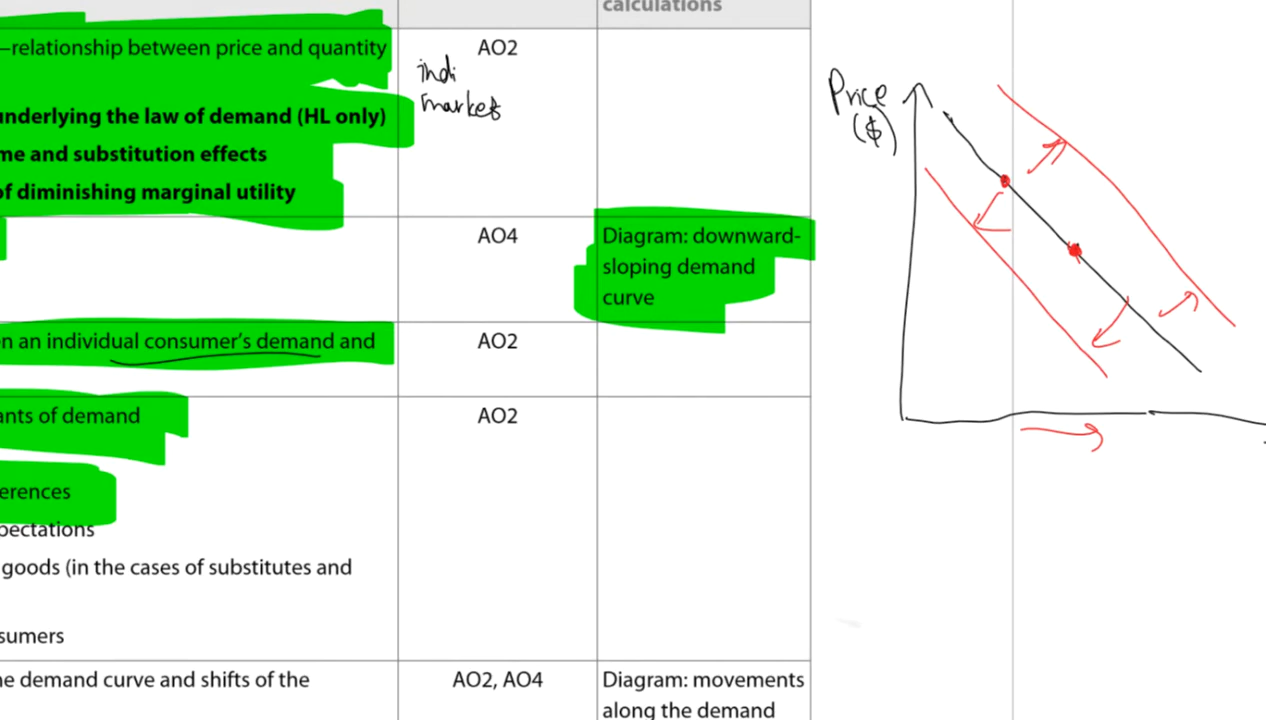 calculations
–relationship between price and quantity
AO2
indi
market
Price
($)
underlying the law of demand (HL only)
me and substitution effects
of diminishing marginal utility
AO4
Diagram: downward-
sloping demand
curve
n an individual consumer's demand and
AO2
ants of demand
AO2
erences
pectations
goods (in the cases of substitutes and
sumers
he demand curve and shifts of the
AO2, AO4
Diagram: movements
along the demand